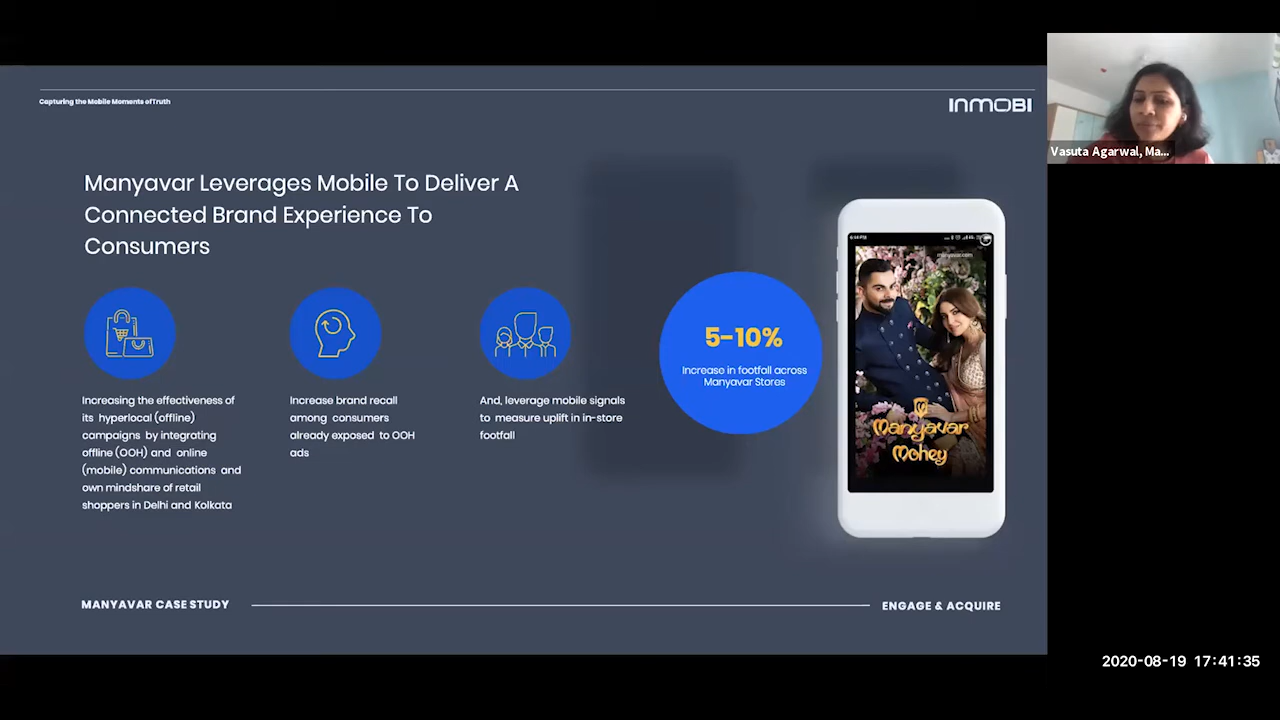 Capturing the Mobile Moments of Truth
INMOBI
Vasuta Agarwal, Ma...
Manyavar Leverages Mobile To Deliver A
Connected Brand Experience To
Consumers
Increasing the effectiveness of
its hyperlocal (offline)
campaigns by integrating
offline (OOH) and online
(mobile) communications and
own mindshare of retail
shoppers in Delhi and Kolkata
Increase brand recall
among consumers
already exposed to OOH
ads
And, leverage mobile signals
to measure uplift in in-store
footfall
5-10%
Increase in footfall across
Manyavar Stores
manyavar.com
Manyavar
Mohey
MANYAVAR CASE STUDY
ENGAGE & ACQUIRE
2020-08-19 17:41:35